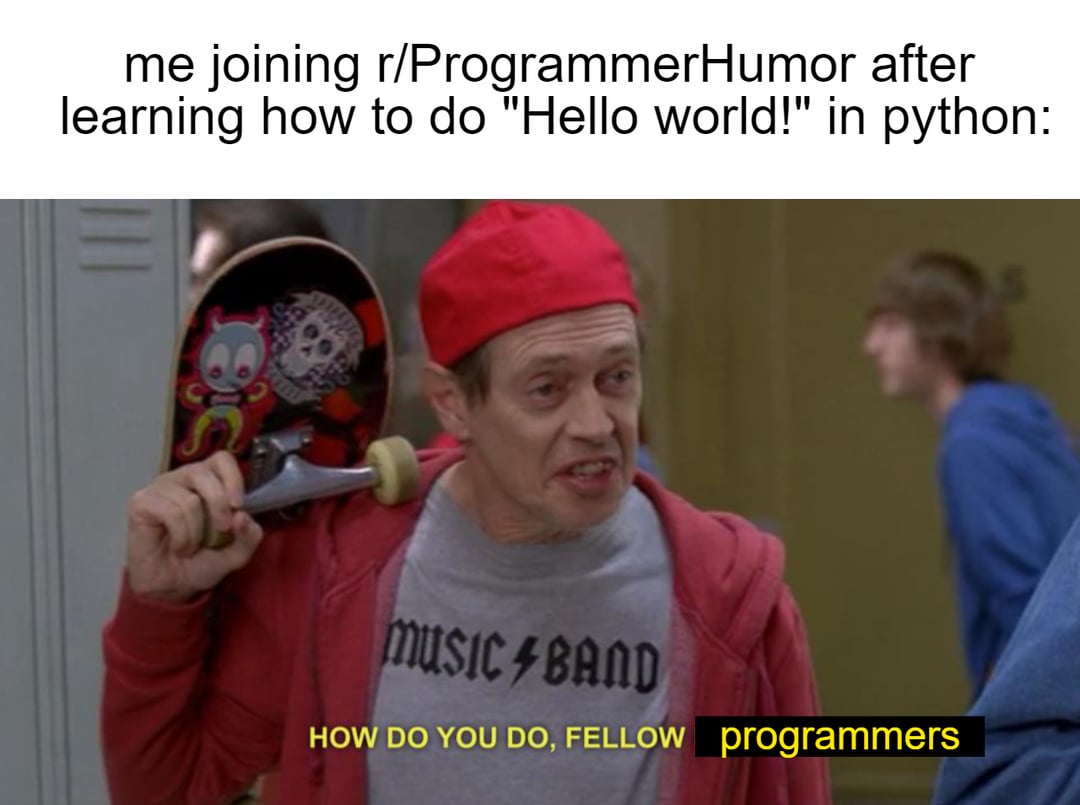 me joining r/ProgrammerHumor after
learning how to do "Hello world!" in python:
MUSIC⚡BAND
HOW DO YOU DO, FELLOW programmers